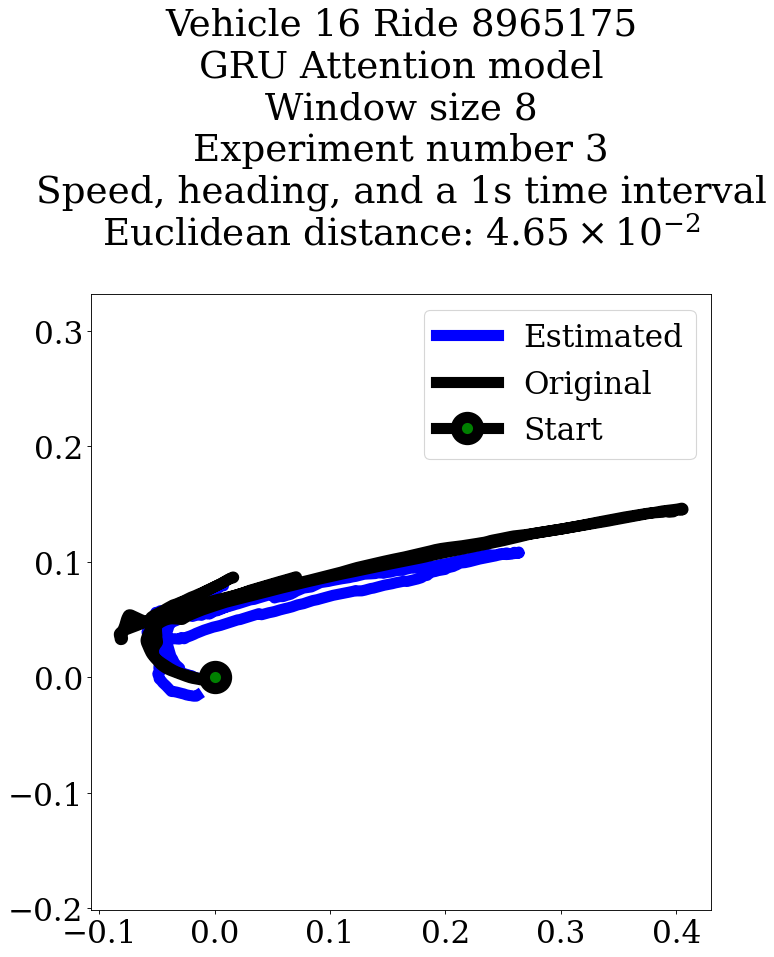 Vehicle 16 Ride 8965175
GRU Attention model
Window size 8
Experiment number 3
Speed, heading, and a 1s time interval
Euclidean distance: 4.65 × 10⁻²
Estimated
Original
Start
0.3
0.2
0.1
0.0
−0.1
−0.2
−0.1 0.0 0.1 0.2 0.3 0.4